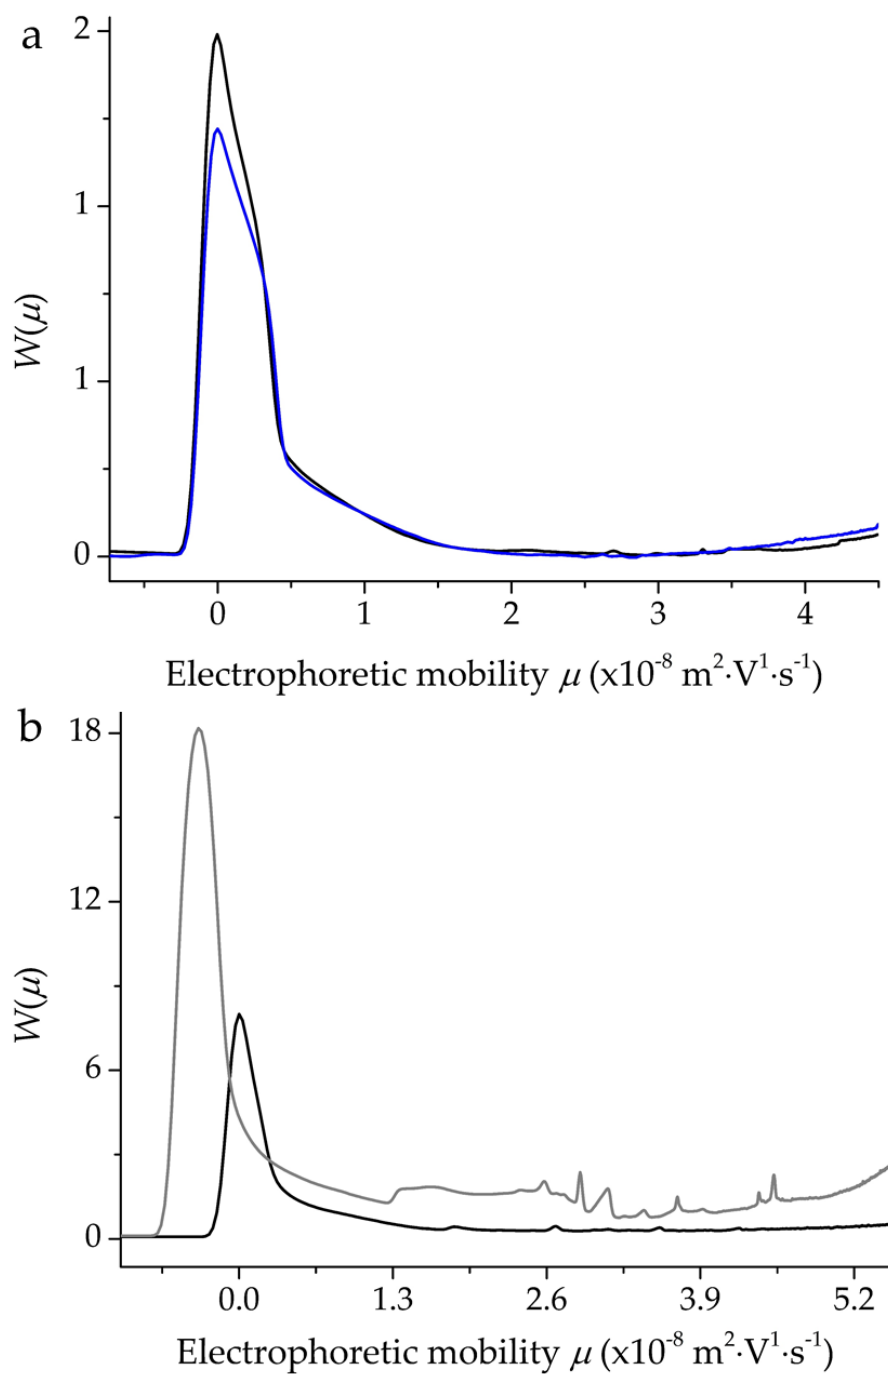 a
2
1
1
0
W(μ)
0 1 2 3 4
Electrophoretic mobility μ (x10⁻⁸ m²·V¹·s⁻¹)
b
18
12
6
0
W(μ)
0.0 1.3 2.6 3.9 5.2
Electrophoretic mobility μ (x10⁻⁸ m²·V¹·s⁻¹)